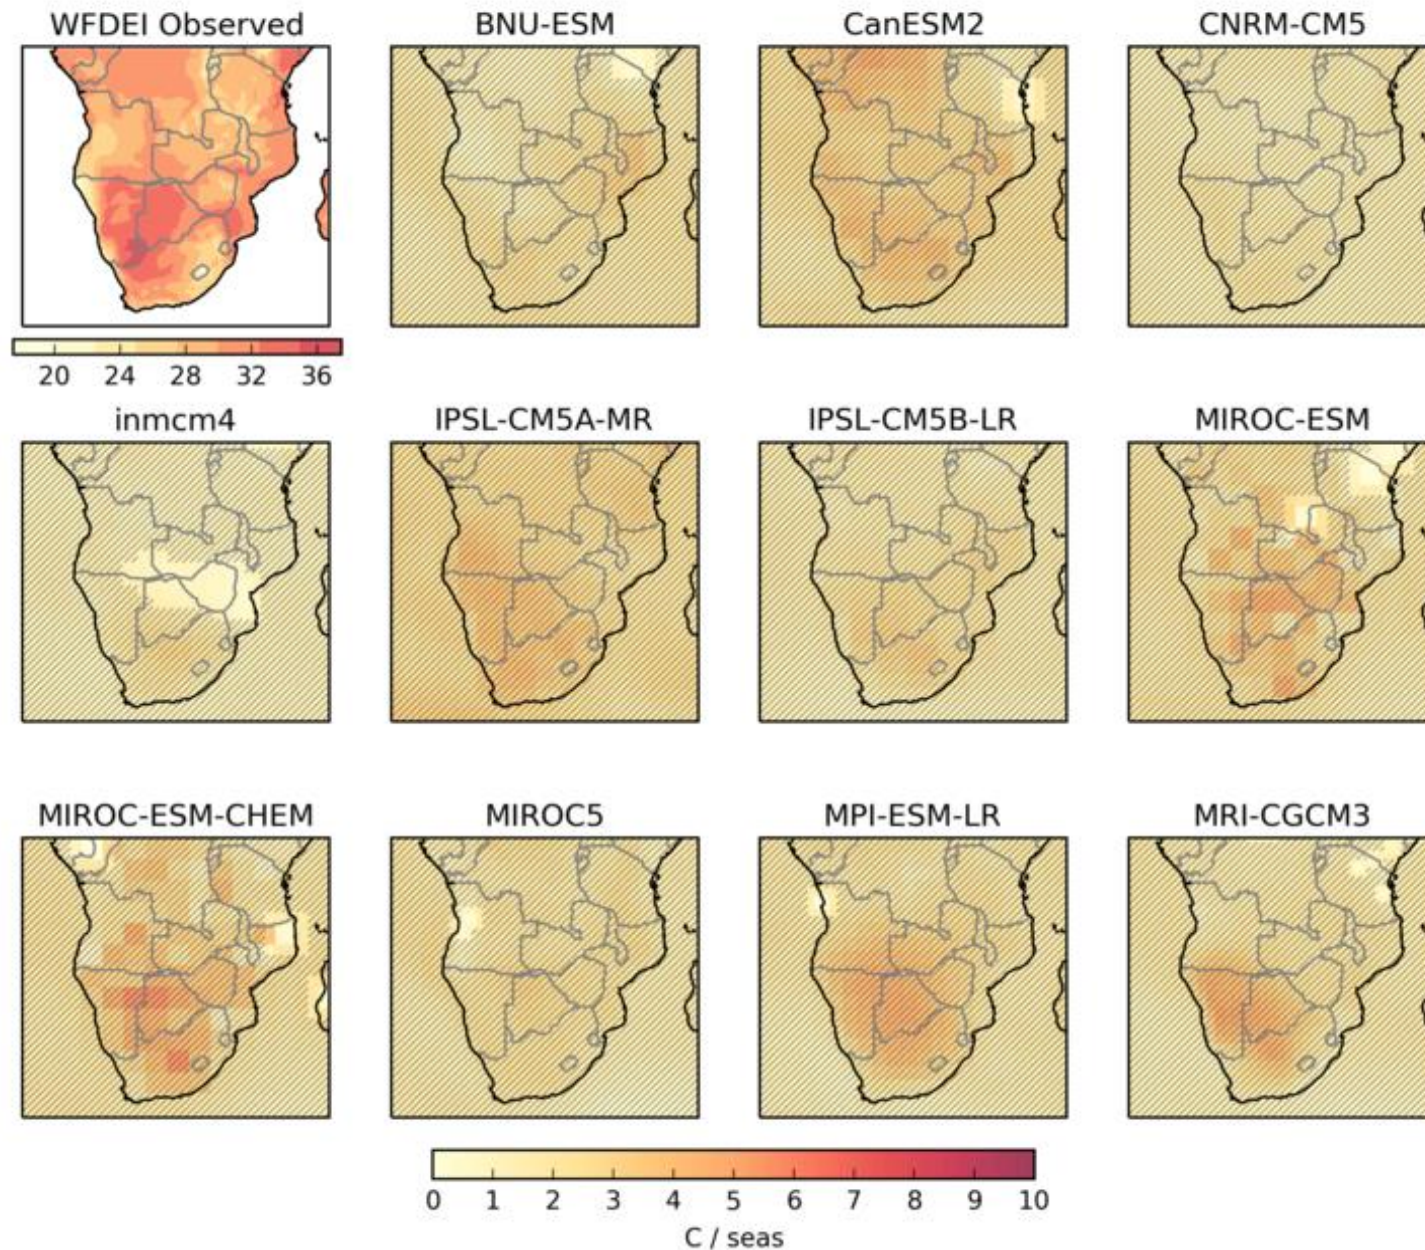 WFDEI Observed
BNU-ESM
CanESM2
CNRM-CM5
20 24 28 32 36
inmcm4
IPSL-CM5A-MR
IPSL-CM5B-LR
MIROC-ESM
MIROC-ESM-CHEM
MIROC5
MPI-ESM-LR
MRI-CGCM3
0 1 2 3 4 5 6 7 8 9 10
C / seas